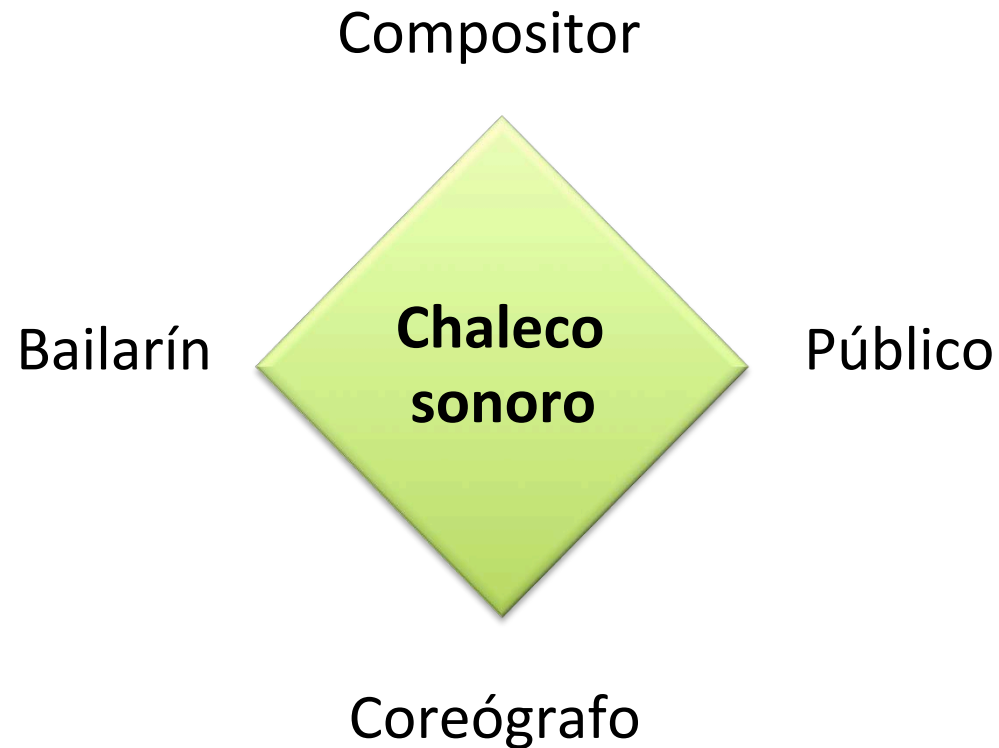 Compositor
Chaleco
sonoro
Bailarín
Público
Coreógrafo